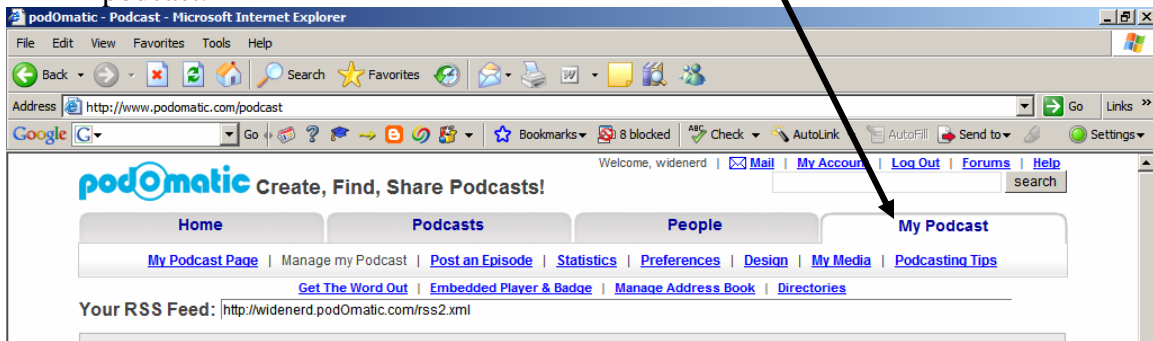 podcast.
podOmatic - Podcast - Microsoft Internet Explorer
File Edit View Favorites Tools Help
Back Search Favorites
Address http://www.podomatic.com/podcast Go Links »
Google G Go Bookmarks 8 blocked ABC Check AutoLink AutoFill Send to Settings
Welcome, widenerd | Mail | My Account | Log Out | Forums | Help
podOmatic Create, Find, Share Podcasts! search
Home Podcasts People My Podcast
My Podcast Page | Manage my Podcast | Post an Episode | Statistics | Preferences | Design | My Media | Podcasting Tips
Get The Word Out | Embedded Player & Badge | Manage Address Book | Directories
Your RSS Feed: http://widenerd.podOmatic.com/rss2.xml